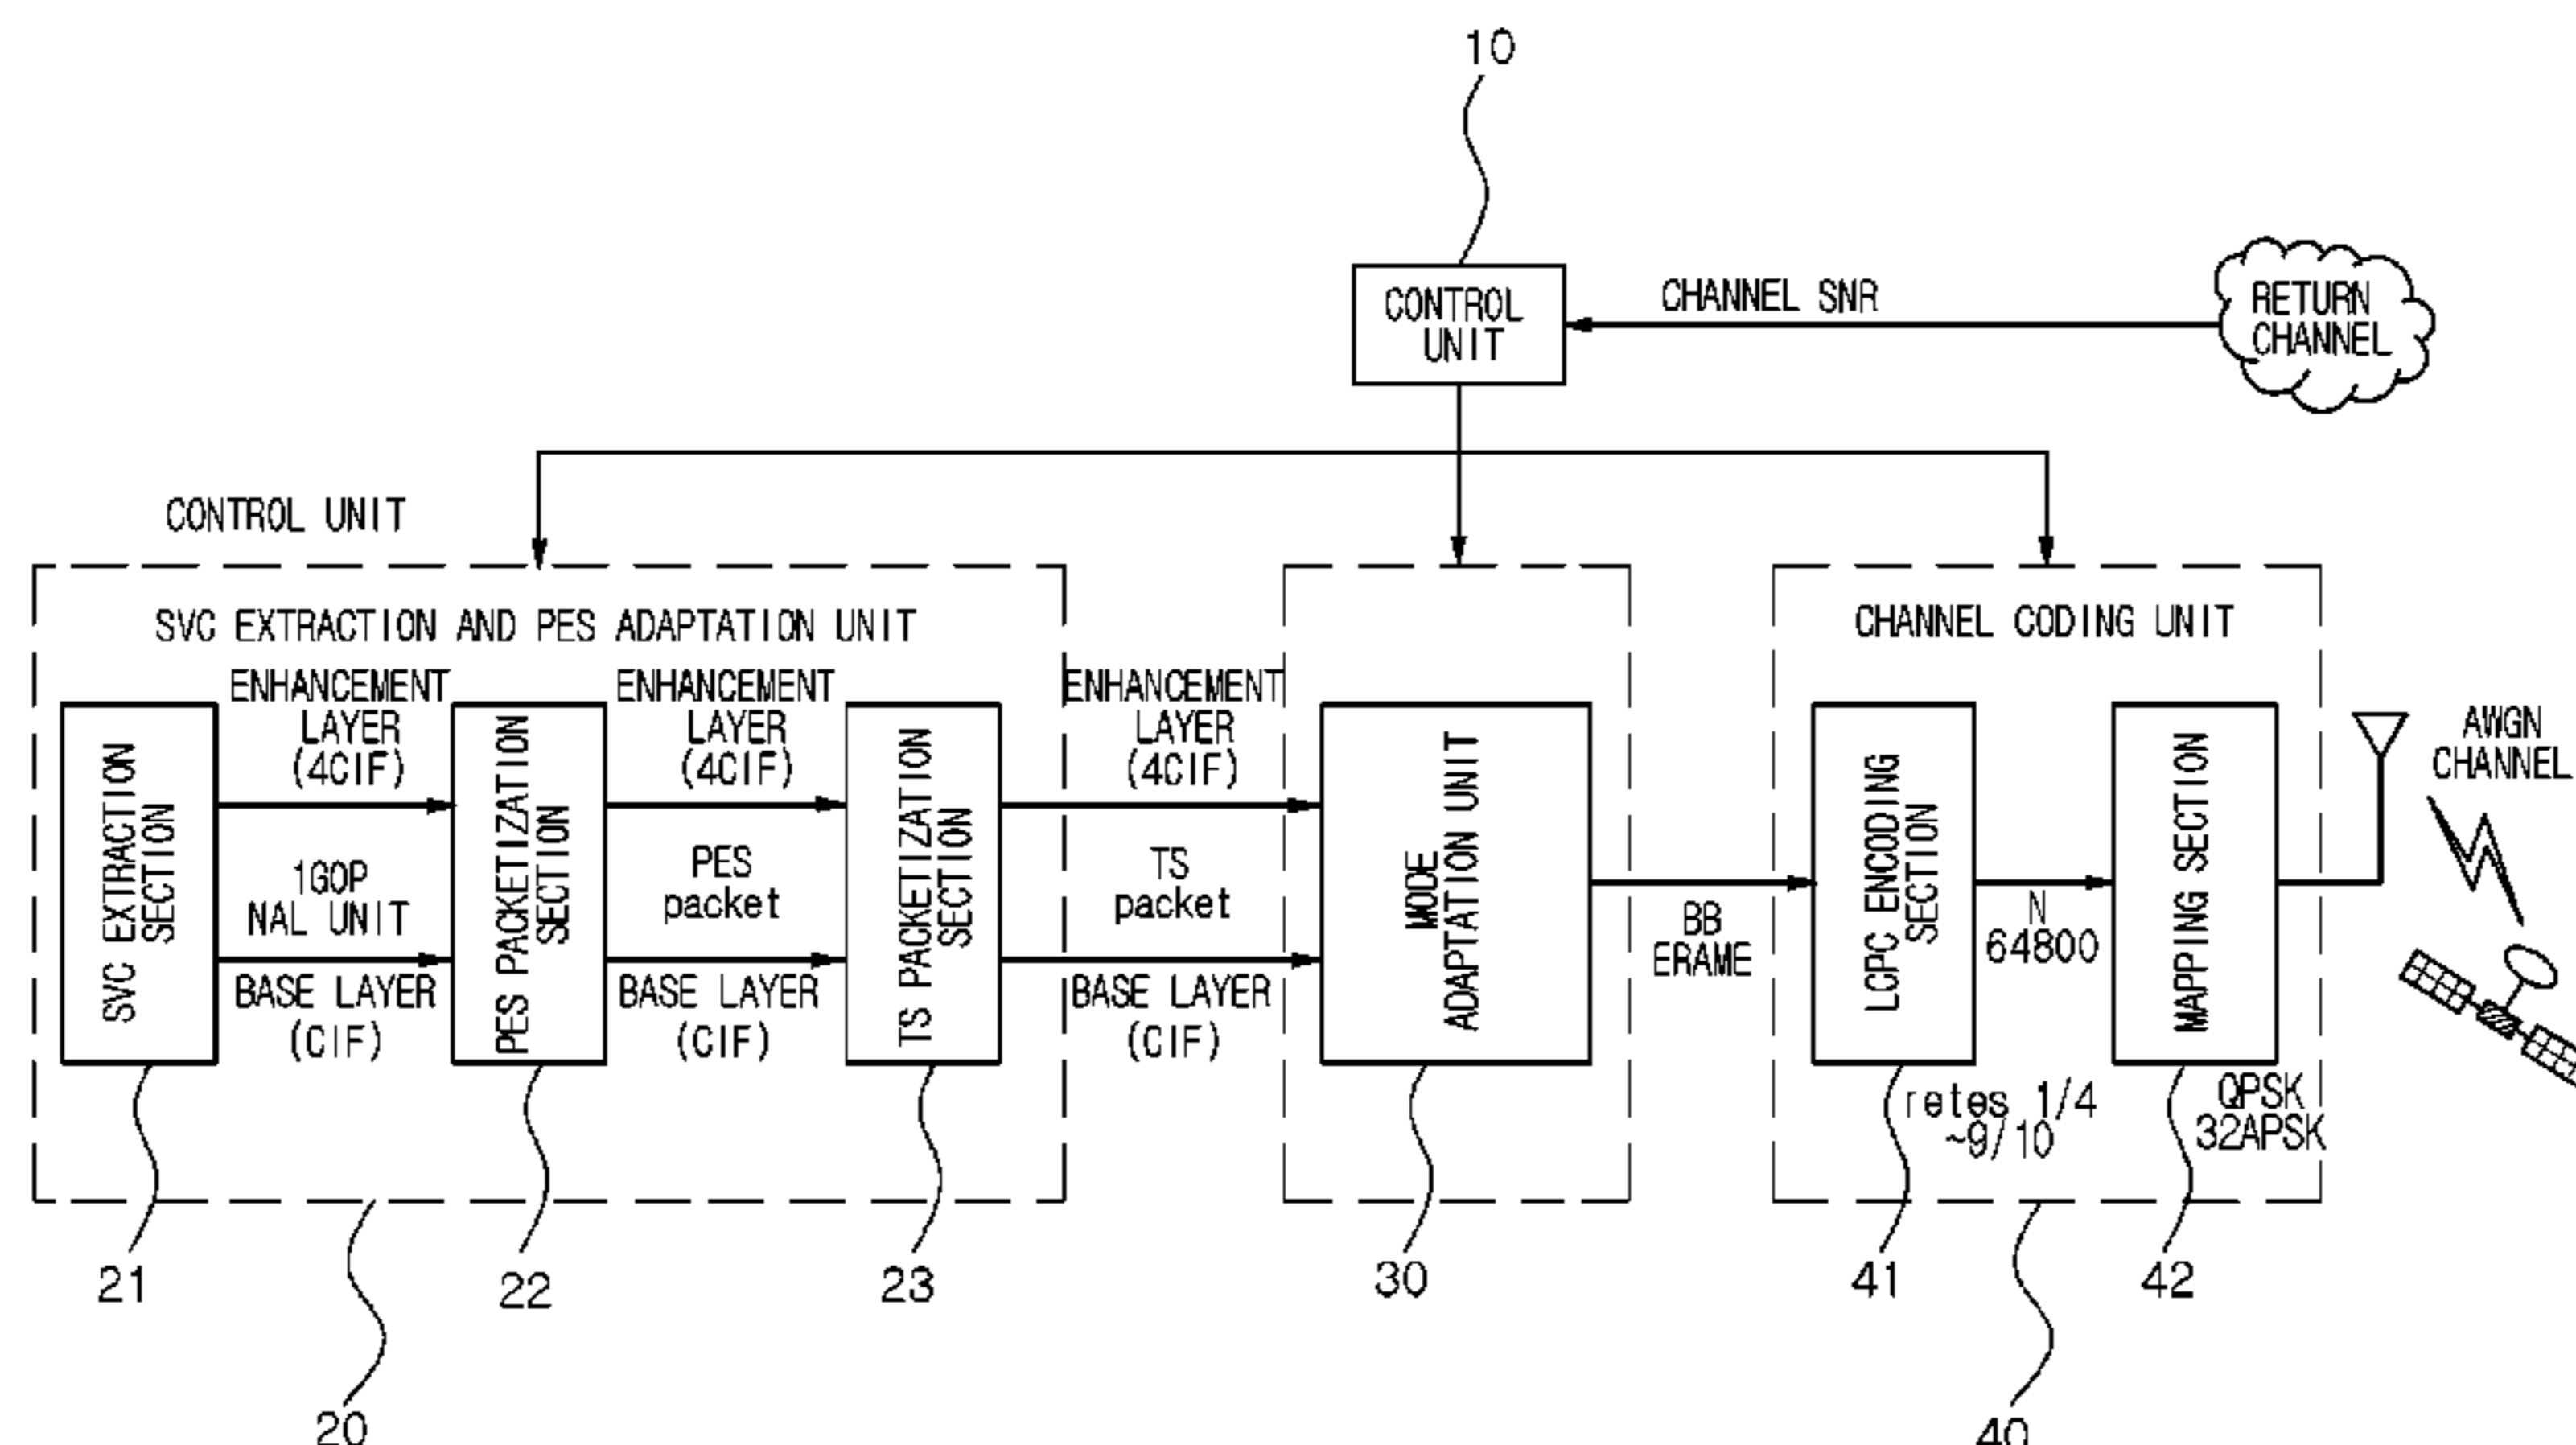 10
CONTROL
UNIT
CHANNEL SNR
RETURN
CHANNEL
CONTROL UNIT
SVC EXTRACTION AND PES ADAPTATION UNIT
CHANNEL CODING UNIT
SVC EXTRACTION
SECTION
ENHANCEMENT
LAYER
(4CIF)
1GOP
NAL UNIT
BASE LAYER
(CIF)
PES PACKETIZATION
SECTION
ENHANCEMENT
LAYER
(4CIF)
PES
packet
BASE LAYER
(CIF)
TS PACKETIZATION
SECTION
ENHANCEMENT
LAYER
(4CIF)
TS
packet
BASE LAYER
(CIF)
MODE
ADAPTATION UNIT
BB
ERAME
LCPC ENCODING
SECTION
N
64800
MAPPING SECTION
AWGN
CHANNEL
retes 1/4
~9/10
QPSK
32APSK
21
22
23
30
41
42
20
40